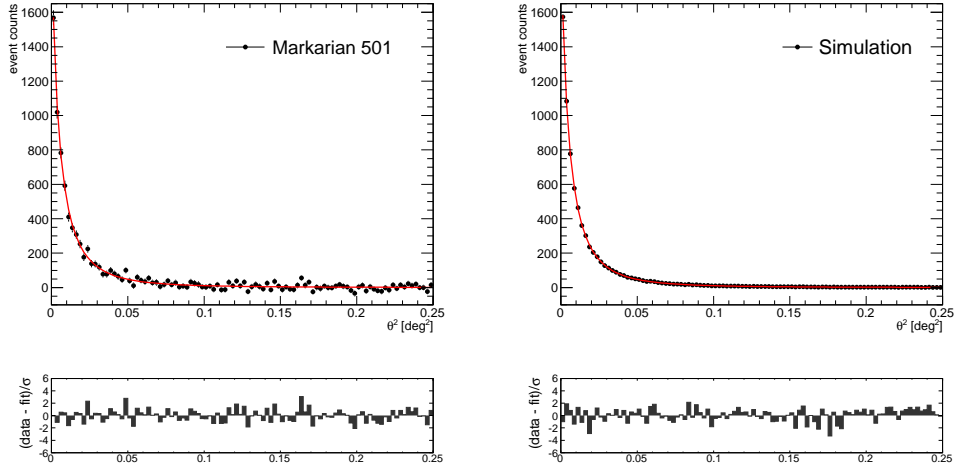 event counts
1600
1400
1200
1000
800
600
400
200
0
Markarian 501
0 0.05 0.1 0.15 0.2 0.25
θ² [deg²]
event counts
1600
1400
1200
1000
800
600
400
200
0
Simulation
0 0.05 0.1 0.15 0.2 0.25
θ² [deg²]
(data - fit)/σ
6
4
2
0
-2
-4
-6
0 0.05 0.1 0.15 0.2 0.25
(data - fit)/σ
6
4
2
0
-2
-4
-6
0 0.05 0.1 0.15 0.2 0.25